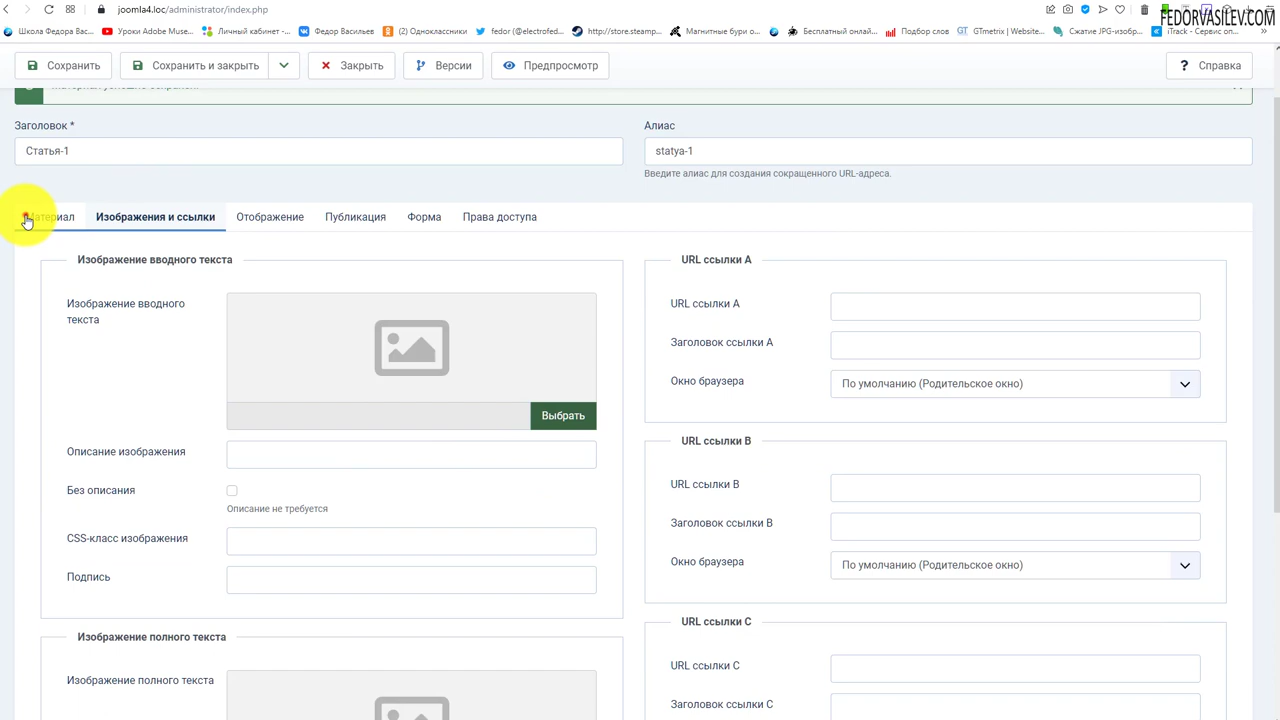 joomla4.loc/administrator/index.php
FEDORVASILEV.COM
Школа Федора Вас...
Уроки Adobe Muse...
Личный кабинет -...
Федор Васильев
(2) Одноклассники
fedor (@electrofed...
http://store.steamp...
Магнитные бури о...
Бесплатный онлай...
Подбор слов
GTmetrix | Website...
Сжатие JPG-изобр...
iTrack - Сервис оп...
Сохранить
Сохранить и закрыть
Закрыть
Версии
Предпросмотр
Справка
Заголовок *
Алиас
Статья-1
statya-1
Введите алиас для создания сокращенного URL-адреса.
Материал
Изображения и ссылки
Отображение
Публикация
Форма
Права доступа
Изображение вводного текста
Изображение вводного
текста
Выбрать
Описание изображения
Без описания
Описание не требуется
CSS-класс изображения
Подпись
Изображение полного текста
Изображение полного текста
URL ссылки A
URL ссылки A
Заголовок ссылки A
Окно браузера
По умолчанию (Родительское окно)
URL ссылки B
URL ссылки B
Заголовок ссылки B
Окно браузера
По умолчанию (Родительское окно)
URL ссылки C
URL ссылки C
Заголовок ссылки C